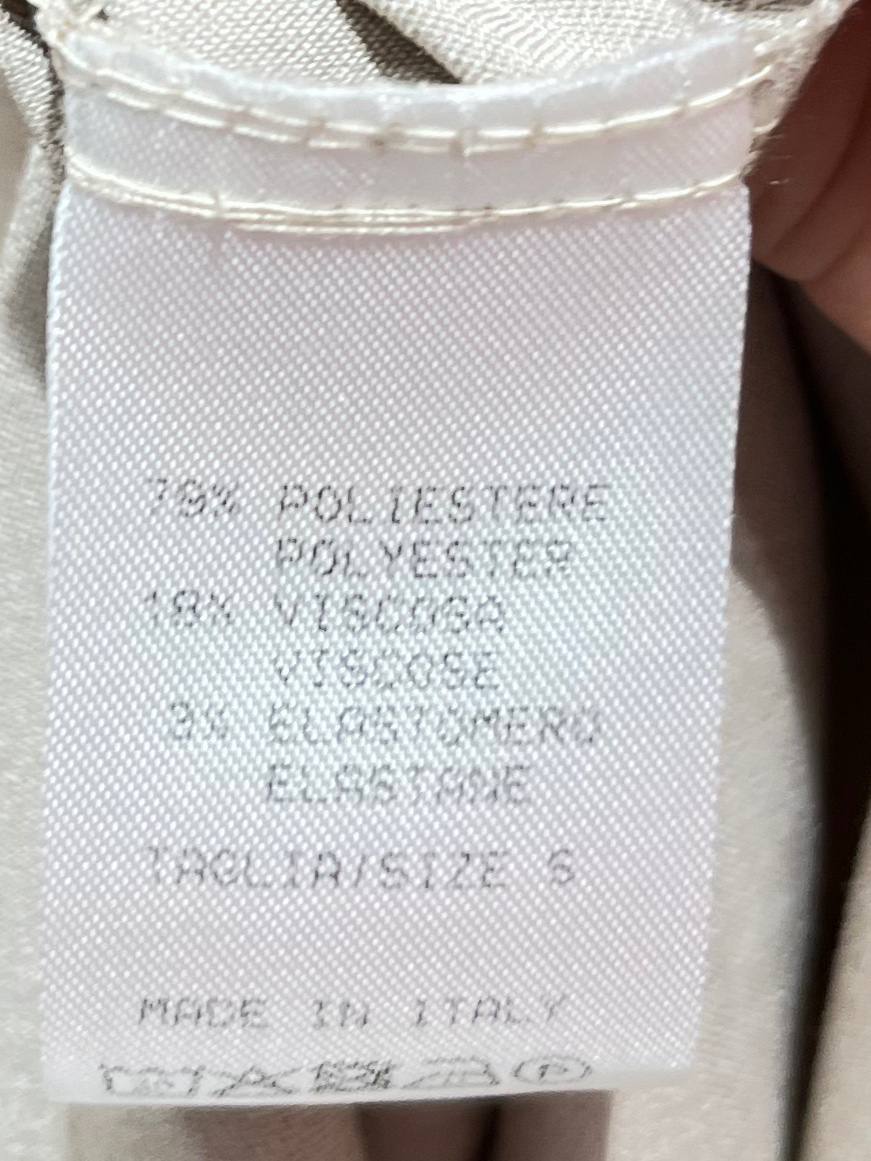 79% POLIESTERE
POLYESTER
18% VISCOSA
VISCOSE
3% ELASTOMERO
ELASTANE
TAGLIA/SIZE S
MADE IN ITALY
P